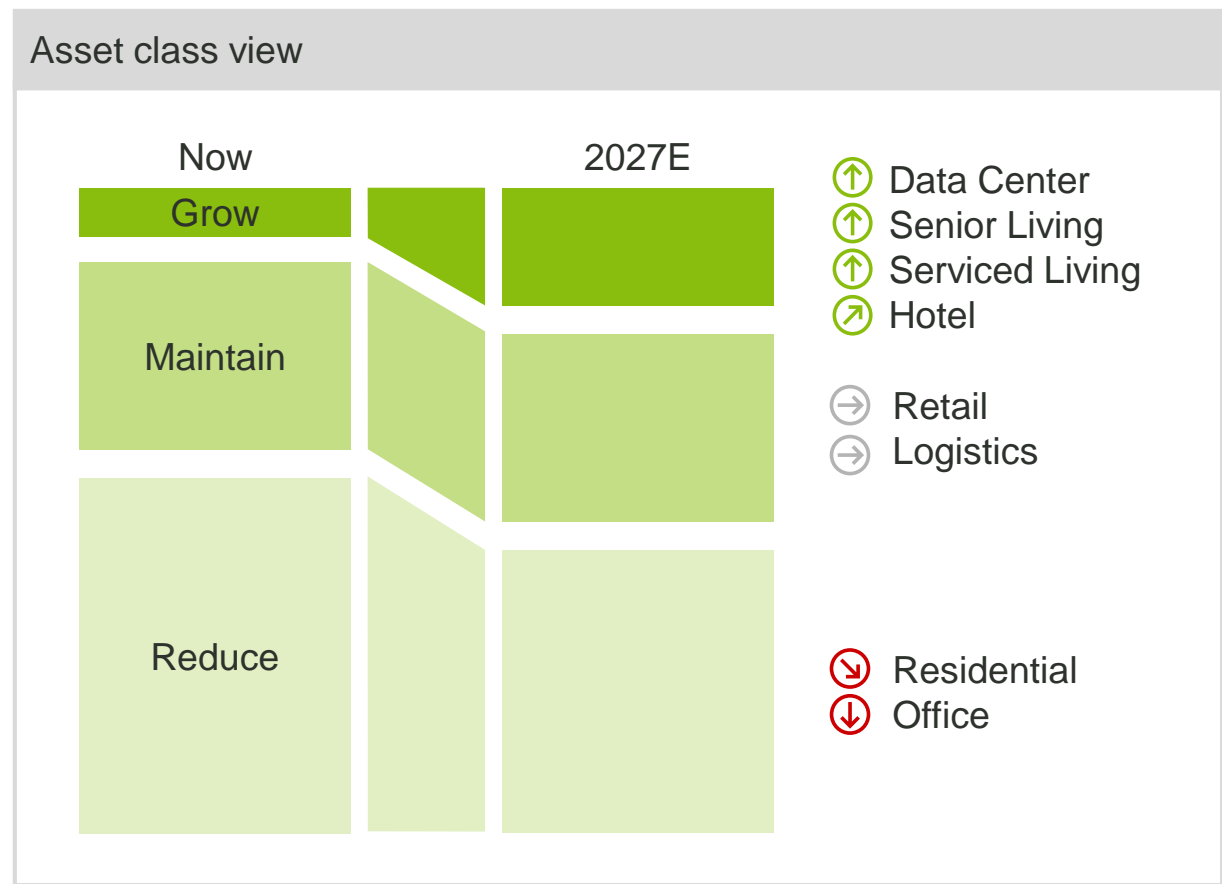 Asset class view
Now
2027E
Grow
Maintain
Reduce
Data Center
Senior Living
Serviced Living
Hotel
Retail
Logistics
Residential
Office